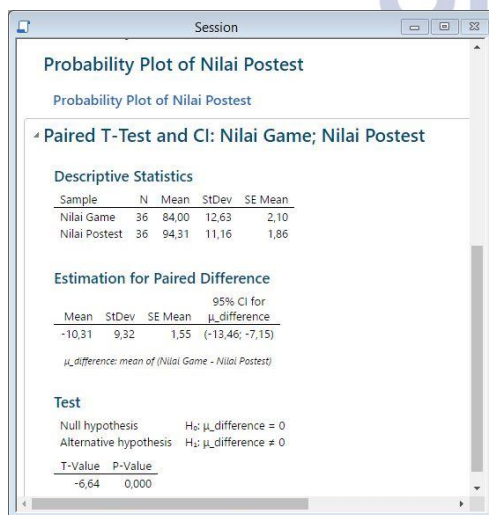 Session
Probability Plot of Nilai Postest
Probability Plot of Nilai Postest
Paired T-Test and CI: Nilai Game; Nilai Postest
Descriptive Statistics
Sample N Mean StDev SE Mean
Nilai Game 36 84,00 12,63 2,10
Nilai Postest 36 94,31 11,16 1,86
Estimation for Paired Difference
95% CI for
Mean StDev SE Mean μ_difference
-10,31 9,32 1,55 (-13,46; -7,15)
μ_difference: mean of (Nilai Game - Nilai Postest)
Test
Null hypothesis H₀: μ_difference = 0
Alternative hypothesis H₁: μ_difference ≠ 0
T-Value P-Value
-6,64 0,000